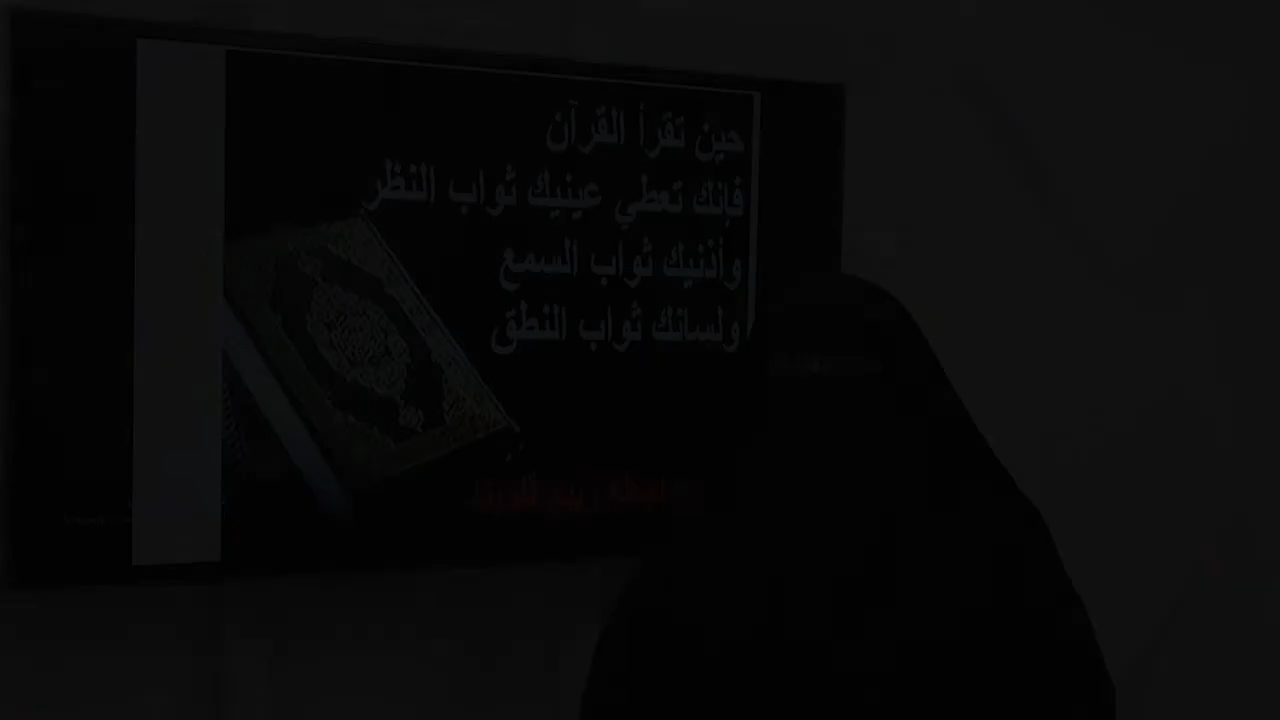 حين تقرأ القرآن
فإنك تعطي عينيك ثواب النظر
وأذنيك ثواب السمع
ولسانك ثواب النطق